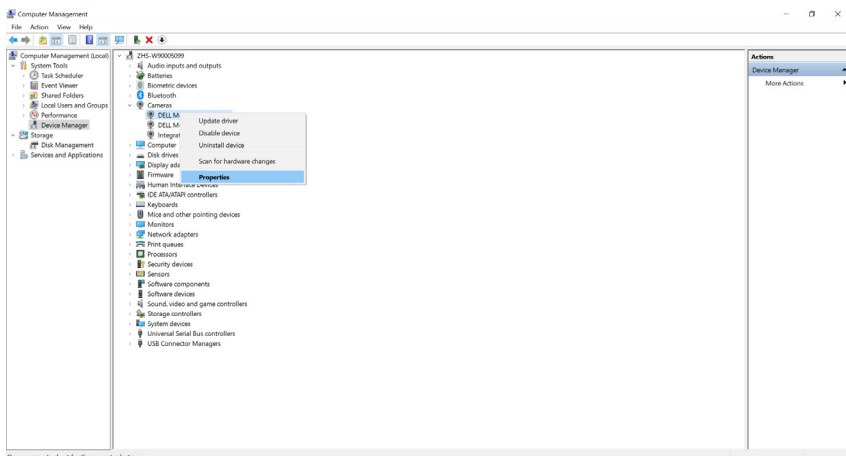 Computer Management
File Action View Help
Computer Management (Local)
System Tools
Task Scheduler
Event Viewer
Shared Folders
Local Users and Groups
Performance
Device Manager
Storage
Disk Management
Services and Applications
ZHS-W90005099
Audio inputs and outputs
Batteries
Biometric devices
Bluetooth
Cameras
DELL M
DELL M
Integrat
Computer
Disk drives
Display ada
Firmware
Human Interface Devices
IDE ATA/ATAPI controllers
Keyboards
Mice and other pointing devices
Monitors
Network adapters
Print queues
Processors
Security devices
Sensors
Software components
Software devices
Sound, video and game controllers
Storage controllers
System devices
Universal Serial Bus controllers
USB Connector Managers
Update driver
Disable device
Uninstall device
Scan for hardware changes
Properties
Actions
Device Manager
More Actions